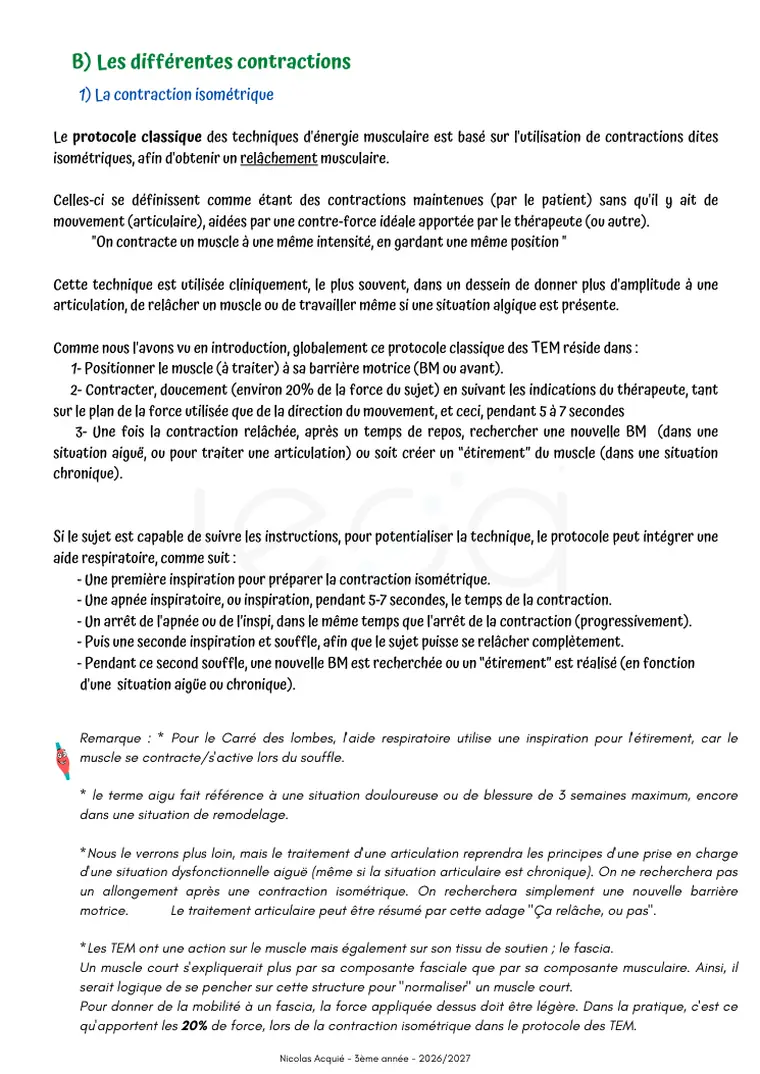 B) Les différentes contractions
1) La contraction isométrique
Le protocole classique des techniques d'énergie musculaire est basé sur l'utilisation de contractions dites
isométriques, afin d'obtenir un relâchement musculaire.
Celles-ci se définissent comme étant des contractions maintenues (par le patient) sans qu'il y ait de
mouvement (articulaire), aidées par une contre-force idéale apportée par le thérapeute (ou autre).
"On contracte un muscle à une même intensité, en gardant une même position "
Cette technique est utilisée cliniquement, le plus souvent, dans un dessein de donner plus d'amplitude à une
articulation, de relâcher un muscle ou de travailler même si une situation algique est présente.
Comme nous l'avons vu en introduction, globalement ce protocole classique des TEM réside dans :
1- Positionner le muscle (à traiter) à sa barrière motrice (BM ou avant).
2- Contracter, doucement (environ 20% de la force du sujet) en suivant les indications du thérapeute, tant
sur le plan de la force utilisée que de la direction du mouvement, et ceci, pendant 5 à 7 secondes
3- Une fois la contraction relâchée, après un temps de repos, rechercher une nouvelle BM (dans une
situation aiguë, ou pour traiter une articulation) ou soit créer un "étirement" du muscle (dans une situation
chronique).
ieriq
Si le sujet est capable de suivre les instructions, pour potentialiser la technique, le protocole peut intégrer une
aide respiratoire, comme suit :
- Une première inspiration pour préparer la contraction isométrique.
- Une apnée inspiratoire, ou inspiration, pendant 5-7 secondes, le temps de la contraction.
- Un arrêt de l'apnée ou de l'inspi, dans le même temps que l'arrêt de la contraction (progressivement).
- Puis une seconde inspiration et souffle, afin que le sujet puisse se relâcher complètement.
- Pendant ce second souffle, une nouvelle BM est recherchée ou un "étirement" est réalisé (en fonction
d'une situation aigüe ou chronique).
Remarque : * Pour le Carré des lombes, l'aide respiratoire utilise une inspiration pour l'étirement, car le
muscle se contracte/s'active lors du souffle.
* le terme aigu fait référence à une situation douloureuse ou de blessure de 3 semaines maximum, encore
dans une situation de remodelage.
*Nous le verrons plus loin, mais le traitement d'une articulation reprendra les principes d'une prise en charge
d'une situation dysfonctionnelle aiguë (même si la situation articulaire est chronique). On ne recherchera pas
un allongement après une contraction isométrique. On recherchera simplement une nouvelle barrière
motrice. Le traitement articulaire peut être résumé par cette adage "Ça relâche, ou pas".
*Les TEM ont une action sur le muscle mais également sur son tissu de soutien ; le fascia.
Un muscle court s'expliquerait plus par sa composante fasciale que par sa composante musculaire. Ainsi, il
serait logique de se pencher sur cette structure pour "normaliser" un muscle court.
Pour donner de la mobilité à un fascia, la force appliquée dessus doit être légère. Dans la pratique, c'est ce
qu'apportent les 20% de force, lors de la contraction isométrique dans le protocole des TEM.
Nicolas Acquié - 3ème année - 2026/2027